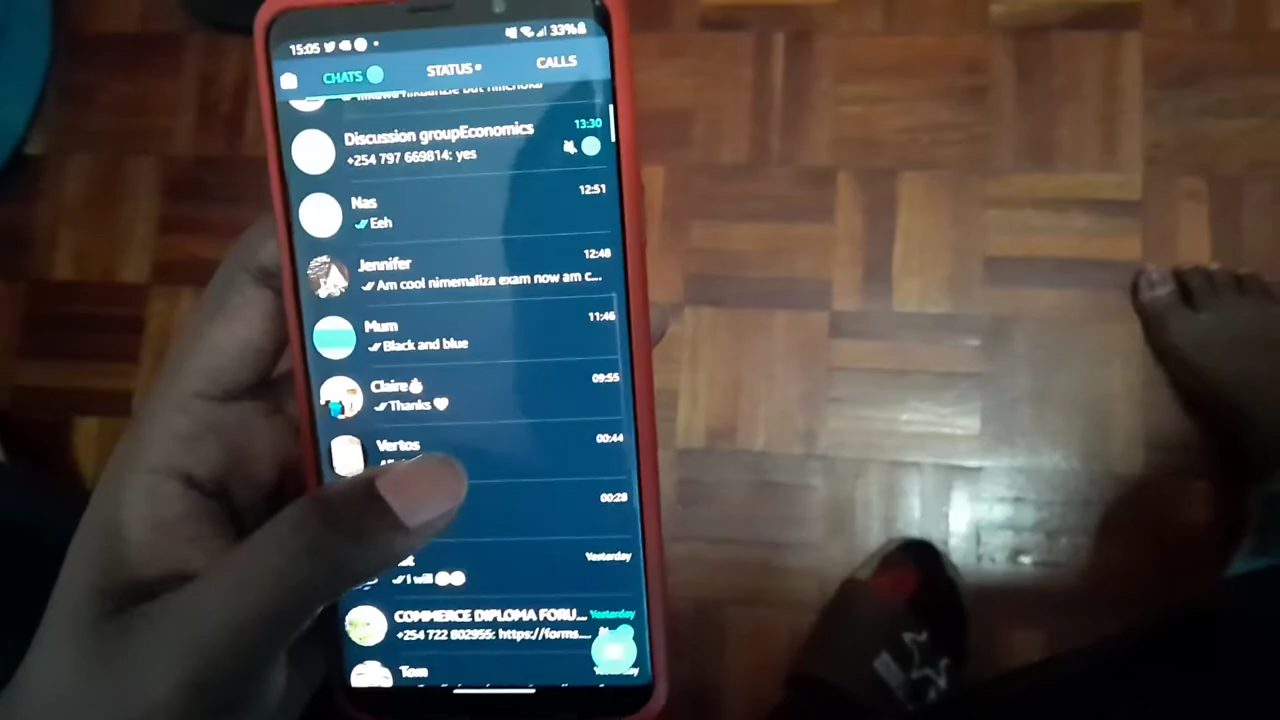 15:05 33%
CHATS STATUS CALLS
Discussion groupEconomics 13:30
+254 797 669814: yes
Nas 12:51
Eeh
Jennifer 12:48
Am cool nimemaliza exam now am c...
Mum 11:46
Black and blue
Claire 09:55
Thanks
Vertos 00:44
00:29
Yesterday
I will
COMMERCE DIPLOMA FORU... Yesterday
+254 722 802955: https://forms....
Tom